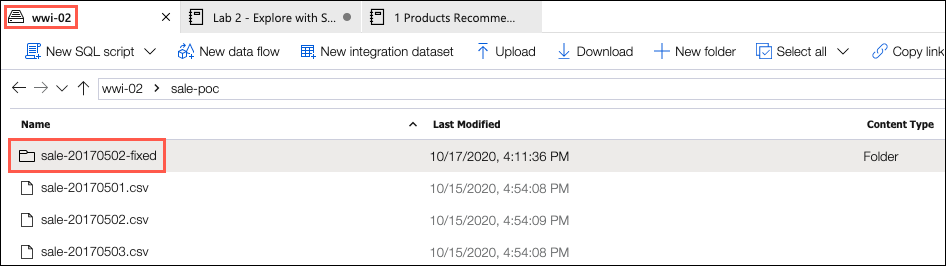 wwi-02 Lab 2 - Explore with S... 1 Products Recomme...
New SQL script New data flow New integration dataset Upload Download New folder Select all Copy link
wwi-02 sale-poc
Name Last Modified Content Type
sale-20170502-fixed 10/17/2020, 4:11:36 PM Folder
sale-20170501.csv 10/15/2020, 4:54:08 PM
sale-20170502.csv 10/15/2020, 4:54:09 PM
sale-20170503.csv 10/15/2020, 4:54:08 PM